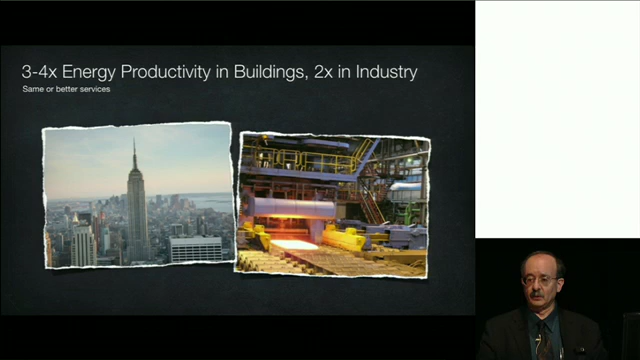 3-4x Energy Productivity in Buildings, 2x in Industry
Same or better services